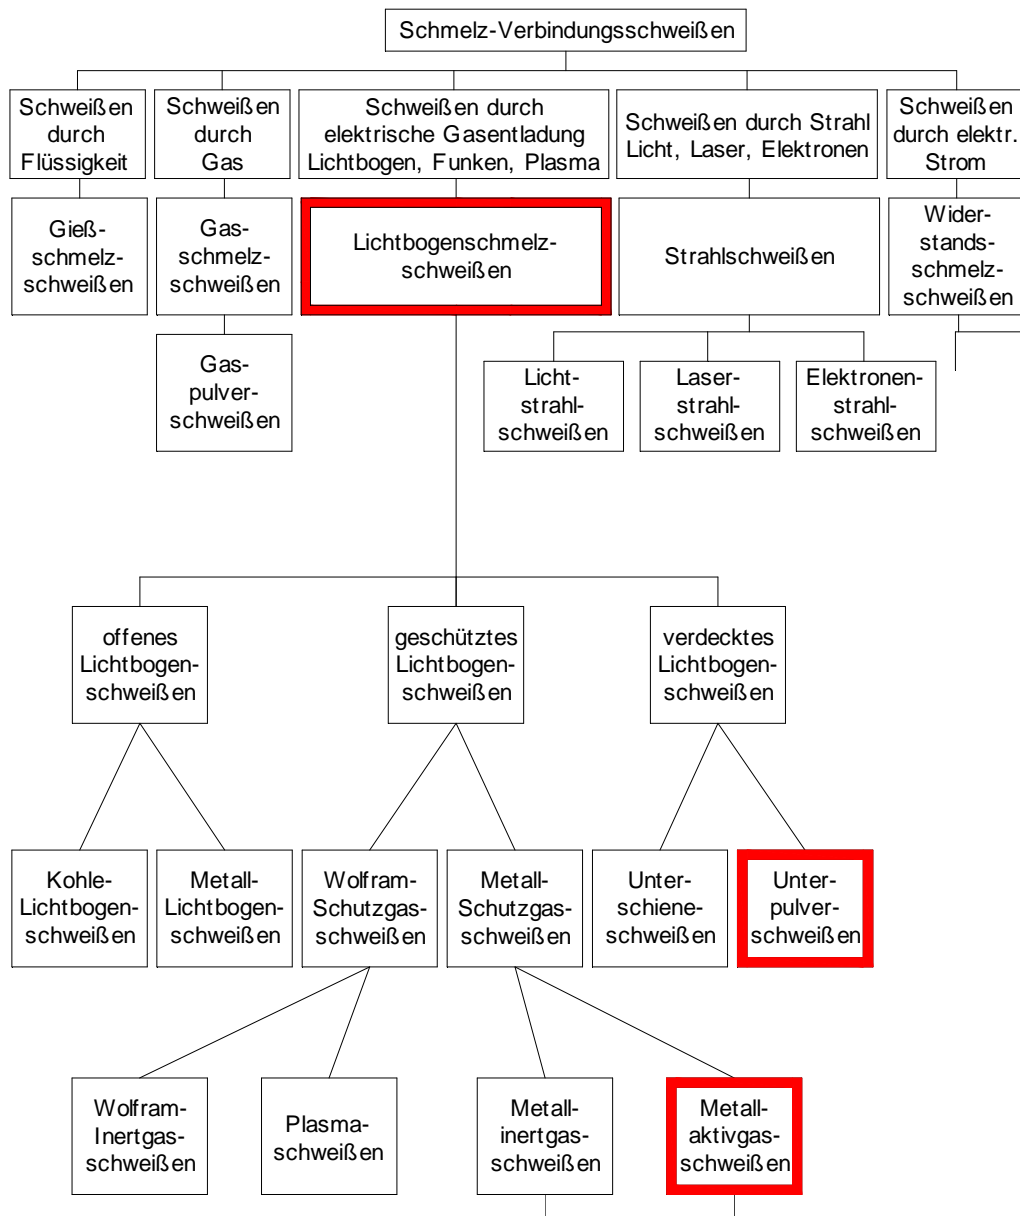 Schmelz-Verbindungsschweißen
Schweißen
durch
Flüssigkeit
Schweißen
durch
Gas
Schweißen durch
elektrische Gasentladung
Lichtbogen, Funken, Plasma
Schweißen durch Strahl
Licht, Laser, Elektronen
Schweißen
durch elektr.
Strom
Gieß-
schmelz-
schweißen
Gas-
schmelz-
schweißen
Lichtbogenschmelz-
schweißen
Strahlschweißen
Wider-
stands-
schmelz-
schweißen
Gas-
pulver-
schweißen
Licht-
strahl-
schweißen
Laser-
strahl-
schweißen
Elektronen-
strahl-
schweißen
offenes
Lichtbogen-
schweißen
geschütztes
Lichtbogen-
schweißen
verdecktes
Lichtbogen-
schweißen
Kohle-
Lichtbogen-
schweißen
Metall-
Lichtbogen-
schweißen
Wolfram-
Schutzgas-
schweißen
Metall-
Schutzgas-
schweißen
Unter-
schiene-
schweißen
Unter-
pulver-
schweißen
Wolfram-
Inertgas-
schweißen
Plasma-
schweißen
Metall-
inertgas-
schweißen
Metall-
aktivgas-
schweißen